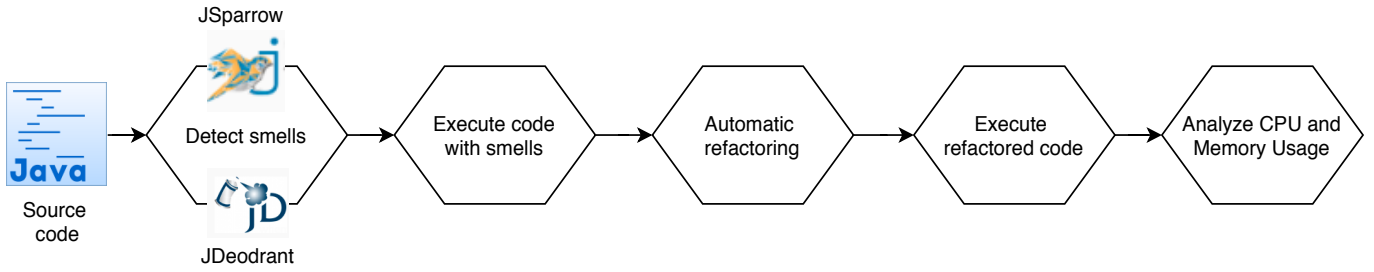 JSparrow
j
Java
Source
code
Detect smells
JD
JDeodrant
Execute code
with smells
Automatic
refactoring
Execute
refactored code
Analyze CPU and
Memory Usage